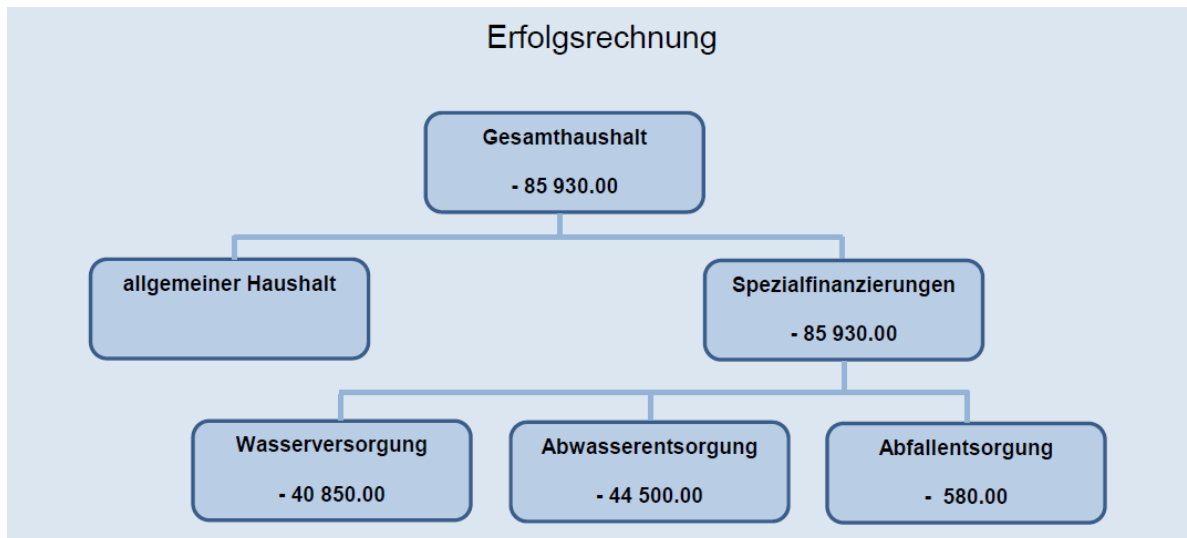 Erfolgsrechnung
Gesamthaushalt
- 85 930.00
allgemeiner Haushalt
Spezialfinanzierungen
- 85 930.00
Wasserversorgung
- 40 850.00
Abwasserentsorgung
- 44 500.00
Abfallentsorgung
- 580.00